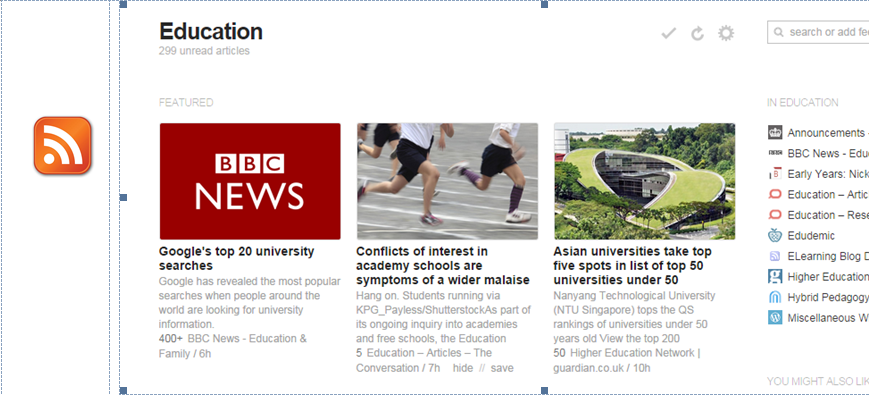 Education
299 unread articles
search or add fee
FEATURED
IN EDUCATION
BBC
NEWS
Google's top 20 university
searches
Google has revealed the most popular
searches when people around the
world are looking for university
information.
400+ BBC News - Education &
Family / 6h
Conflicts of interest in
academy schools are
symptoms of a wider malaise
Hang on. Students running via
KPG_Payless/ShutterstockAs part of
its ongoing inquiry into academies
and free schools, the Education
5 Education – Articles – The
Conversation / 7h hide // save
Asian universities take top
five spots in list of top 50
universities under 50
Nanyang Technological University
(NTU Singapore) tops the QS
rankings of universities under 50
years old View the top 200
50 Higher Education Network |
guardian.co.uk / 10h
Announcements -
BBC News - Edu
Early Years: Nick
Education – Artic
Education – Rese
Edudemic
ELearning Blog D
Higher Education
Hybrid Pedagogy
Miscellaneous W
YOU MIGHT ALSO LIK